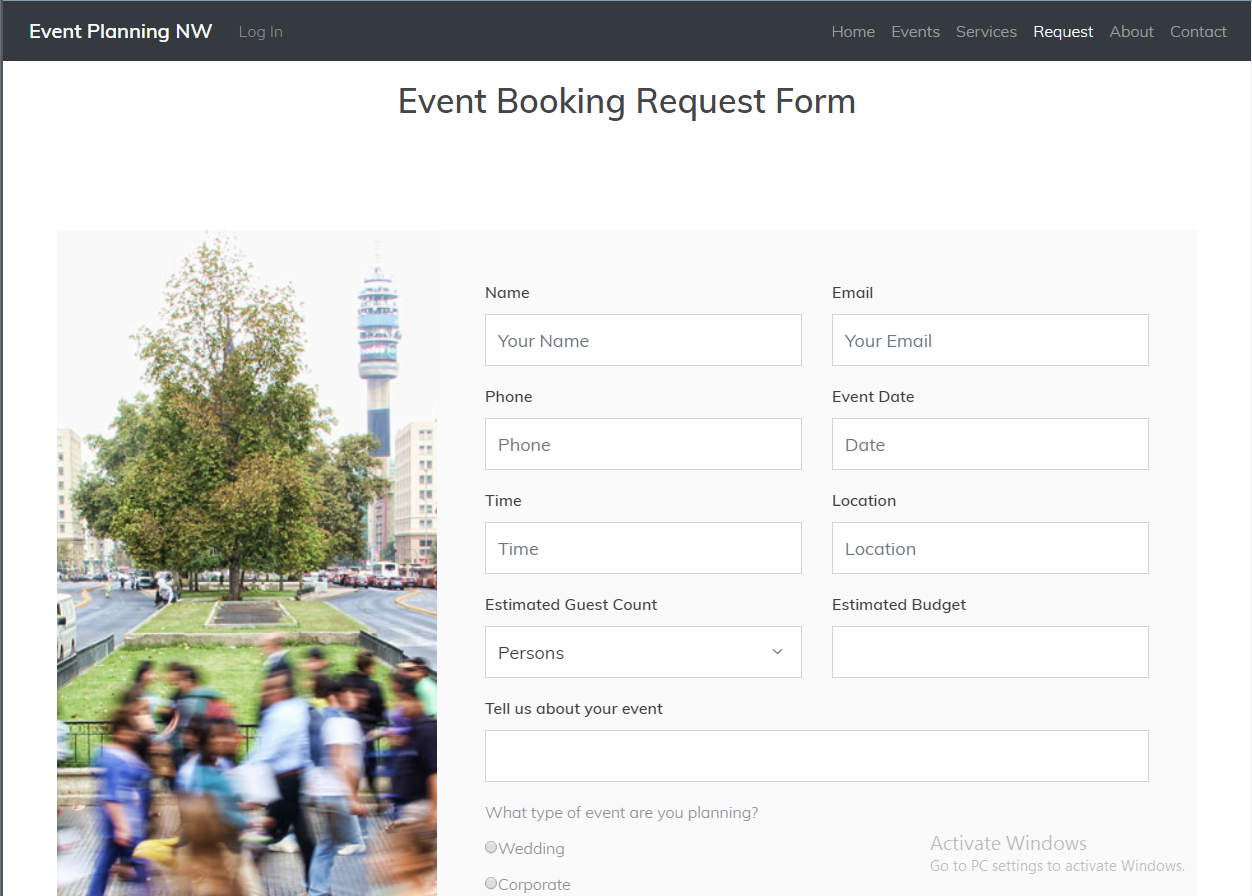 Event Planning NW Log In Home Events Services Request About Contact
Event Booking Request Form
Name Email
Your Name Your Email
Phone Event Date
Phone Date
Time Location
Time Location
Estimated Guest Count Estimated Budget
Persons
Tell us about your event
What type of event are you planning?
Wedding
Activate Windows
Go to PC settings to activate Windows.
Corporate